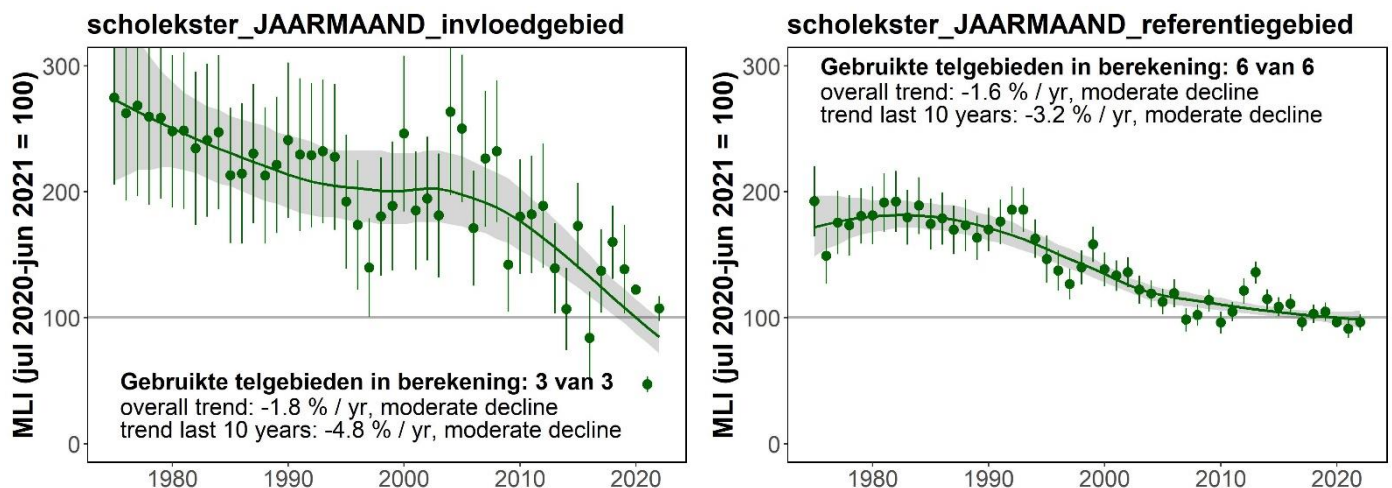 scholekster_JAARMAAND_invloedgebied
MLI (jul 2020-jun 2021 = 100)
300
200
100
0
Gebruikte telgebieden in berekening: 3 van 3
overall trend: -1.8 % / yr, moderate decline
trend last 10 years: -4.8 % / yr, moderate decline
1980 1990 2000 2010 2020
scholekster_JAARMAAND_referentiegebied
MLI (jul 2020-jun 2021 = 100)
300
200
100
0
Gebruikte telgebieden in berekening: 6 van 6
overall trend: -1.6 % / yr, moderate decline
trend last 10 years: -3.2 % / yr, moderate decline
1980 1990 2000 2010 2020